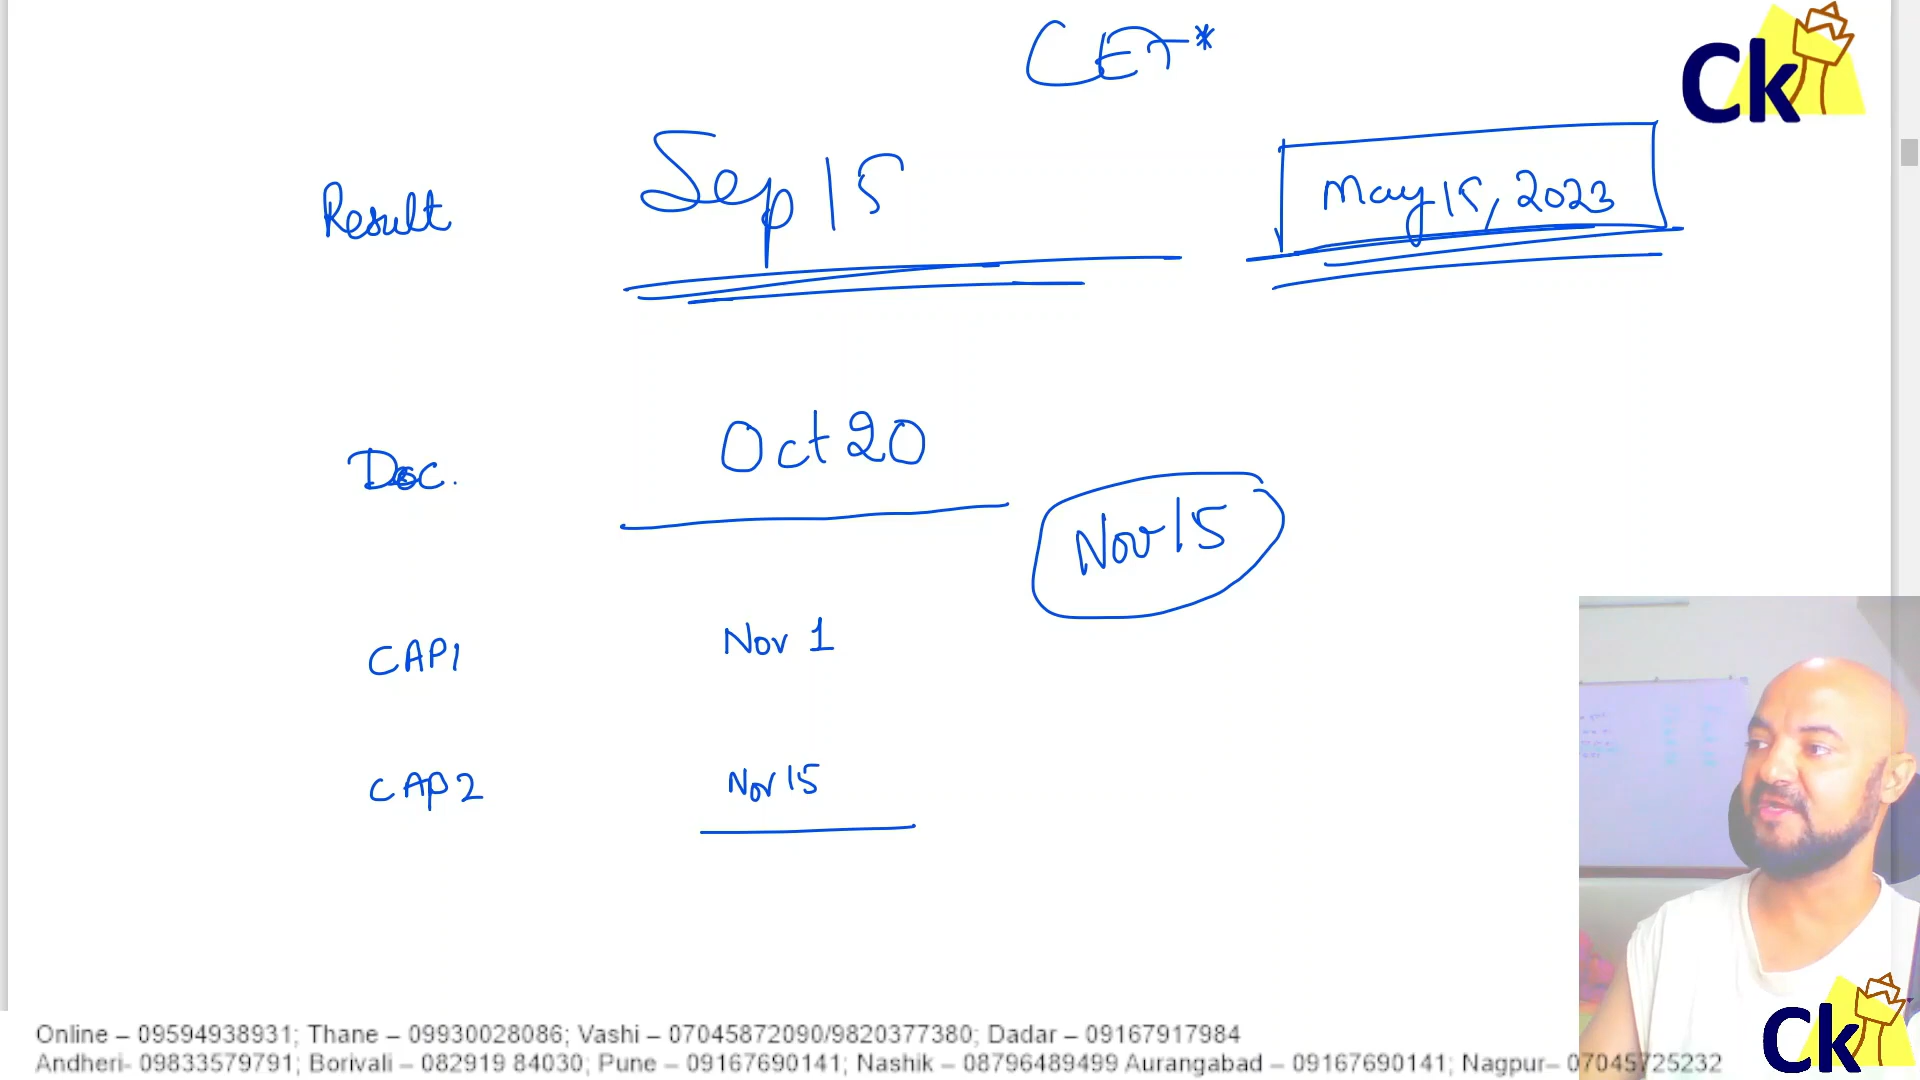 CET*
Ck
Result Sep 15 May 15, 2023
Doc. Oct 20
Nov 15
CAP1 Nov 1
CAP2 Nov 15
Online – 09594938931; Thane – 09930028086; Vashi – 07045872090/9820377380; Dadar – 09167917984
Andheri- 09833579791; Borivali – 082919 84030; Pune – 09167690141; Nashik – 08796489499 Aurangabad – 09167690141; Nagpur– 07045725232
Ck